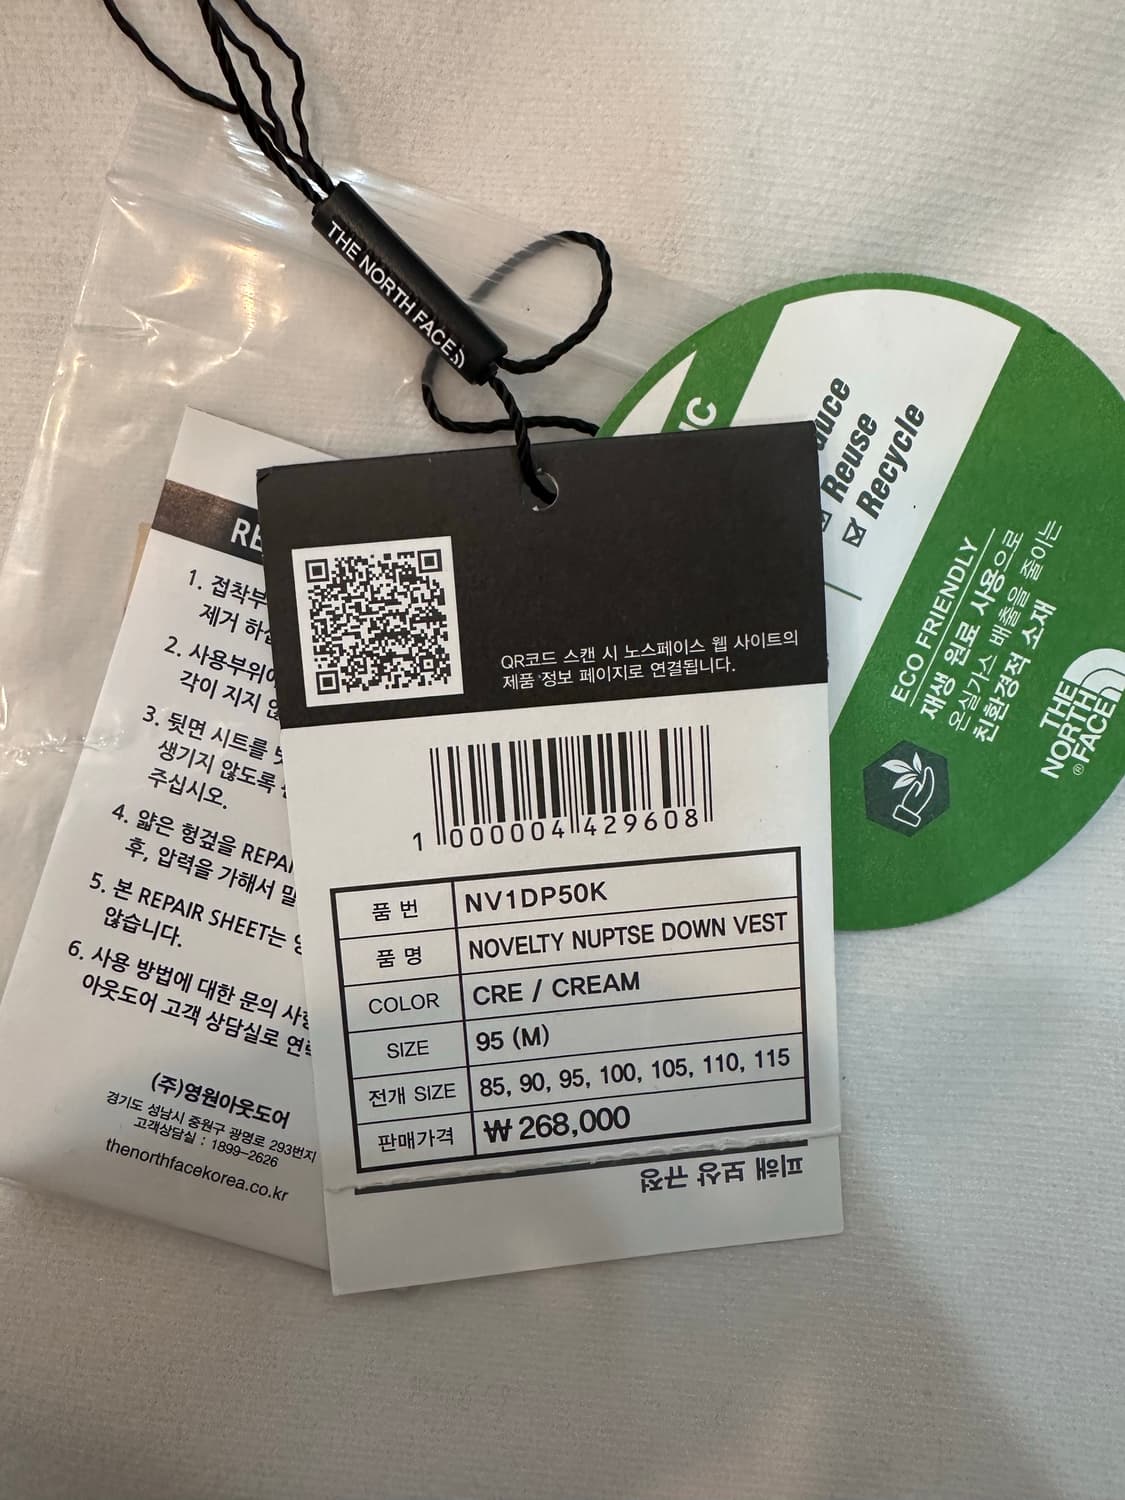 THE NORTH FACE
IC
Reuse
Recycle
ECO FRIENDLY
재생 원료 사용으로
온실가스 배출을 줄이는
친환경적 소재
THE
NORTH
FACE
®
QR코드 스캔 시 노스페이스 웹 사이트의
제품 정보 페이지로 연결됩니다.
1 000004 429608
품 번 NV1DP50K
품 명 NOVELTY NUPTSE DOWN VEST
COLOR CRE / CREAM
SIZE 95 (M)
전개 SIZE 85, 90, 95, 100, 105, 110, 115
판매가격 ₩ 268,000
피해 보상 규정
1. 접착부
제거 하
2. 사용부위
각이 지지
3. 뒷면 시트를
생기지 않도록
주십시오.
4. 얇은 헝겊을 REPAI
후, 압력을 가해서
5. 본 REPAIR SHEET는
않습니다.
6. 사용 방법에 대한 문의 사
아웃도어 고객 상담실로
(주)영원아웃도어
경기도 성남시 중원구 광명로 293번지
고객상담실 : 1899-2626
thenorthfacekorea.co.kr